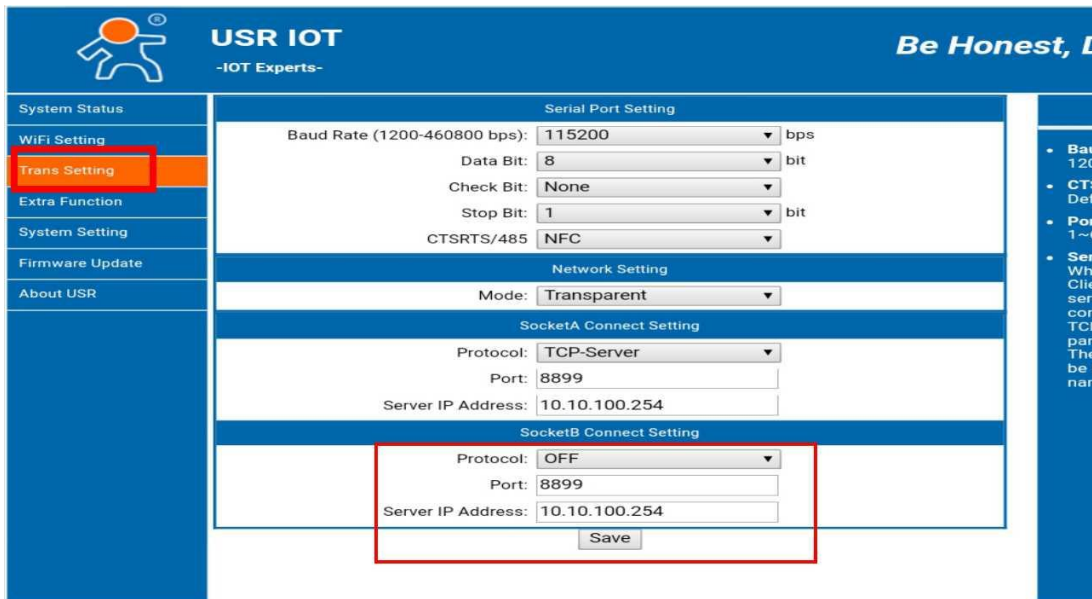 ®
USR IOT
-IOT Experts-
Be Honest,
System Status
WiFi Setting
Trans Setting
Extra Function
System Setting
Firmware Update
About USR
Serial Port Setting
Baud Rate (1200-460800 bps): 115200 bps
Data Bit: 8 bit
Check Bit: None
Stop Bit: 1 bit
CTSRTS/485 NFC
Network Setting
Mode: Transparent
SocketA Connect Setting
Protocol: TCP-Server
Port: 8899
Server IP Address: 10.10.100.254
SocketB Connect Setting
Protocol: OFF
Port: 8899
Server IP Address: 10.10.100.254
Save